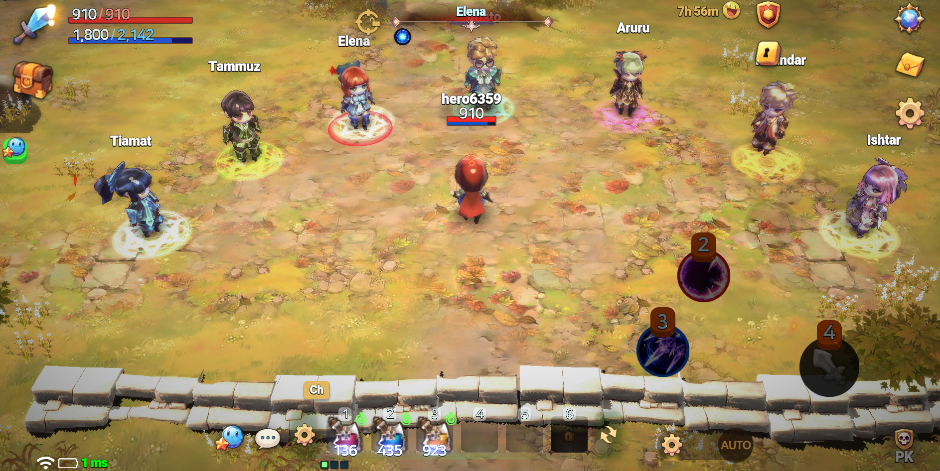 910/910
1,800/2,142
Elena
7h 56m
Elena
Aruru
Tammuz
ndar
hero6359
910
Tiamat
Ishtar
2
3
4
Ch
1
2
3
4
5
6
136
435
923
AUTO
PK
1 ms